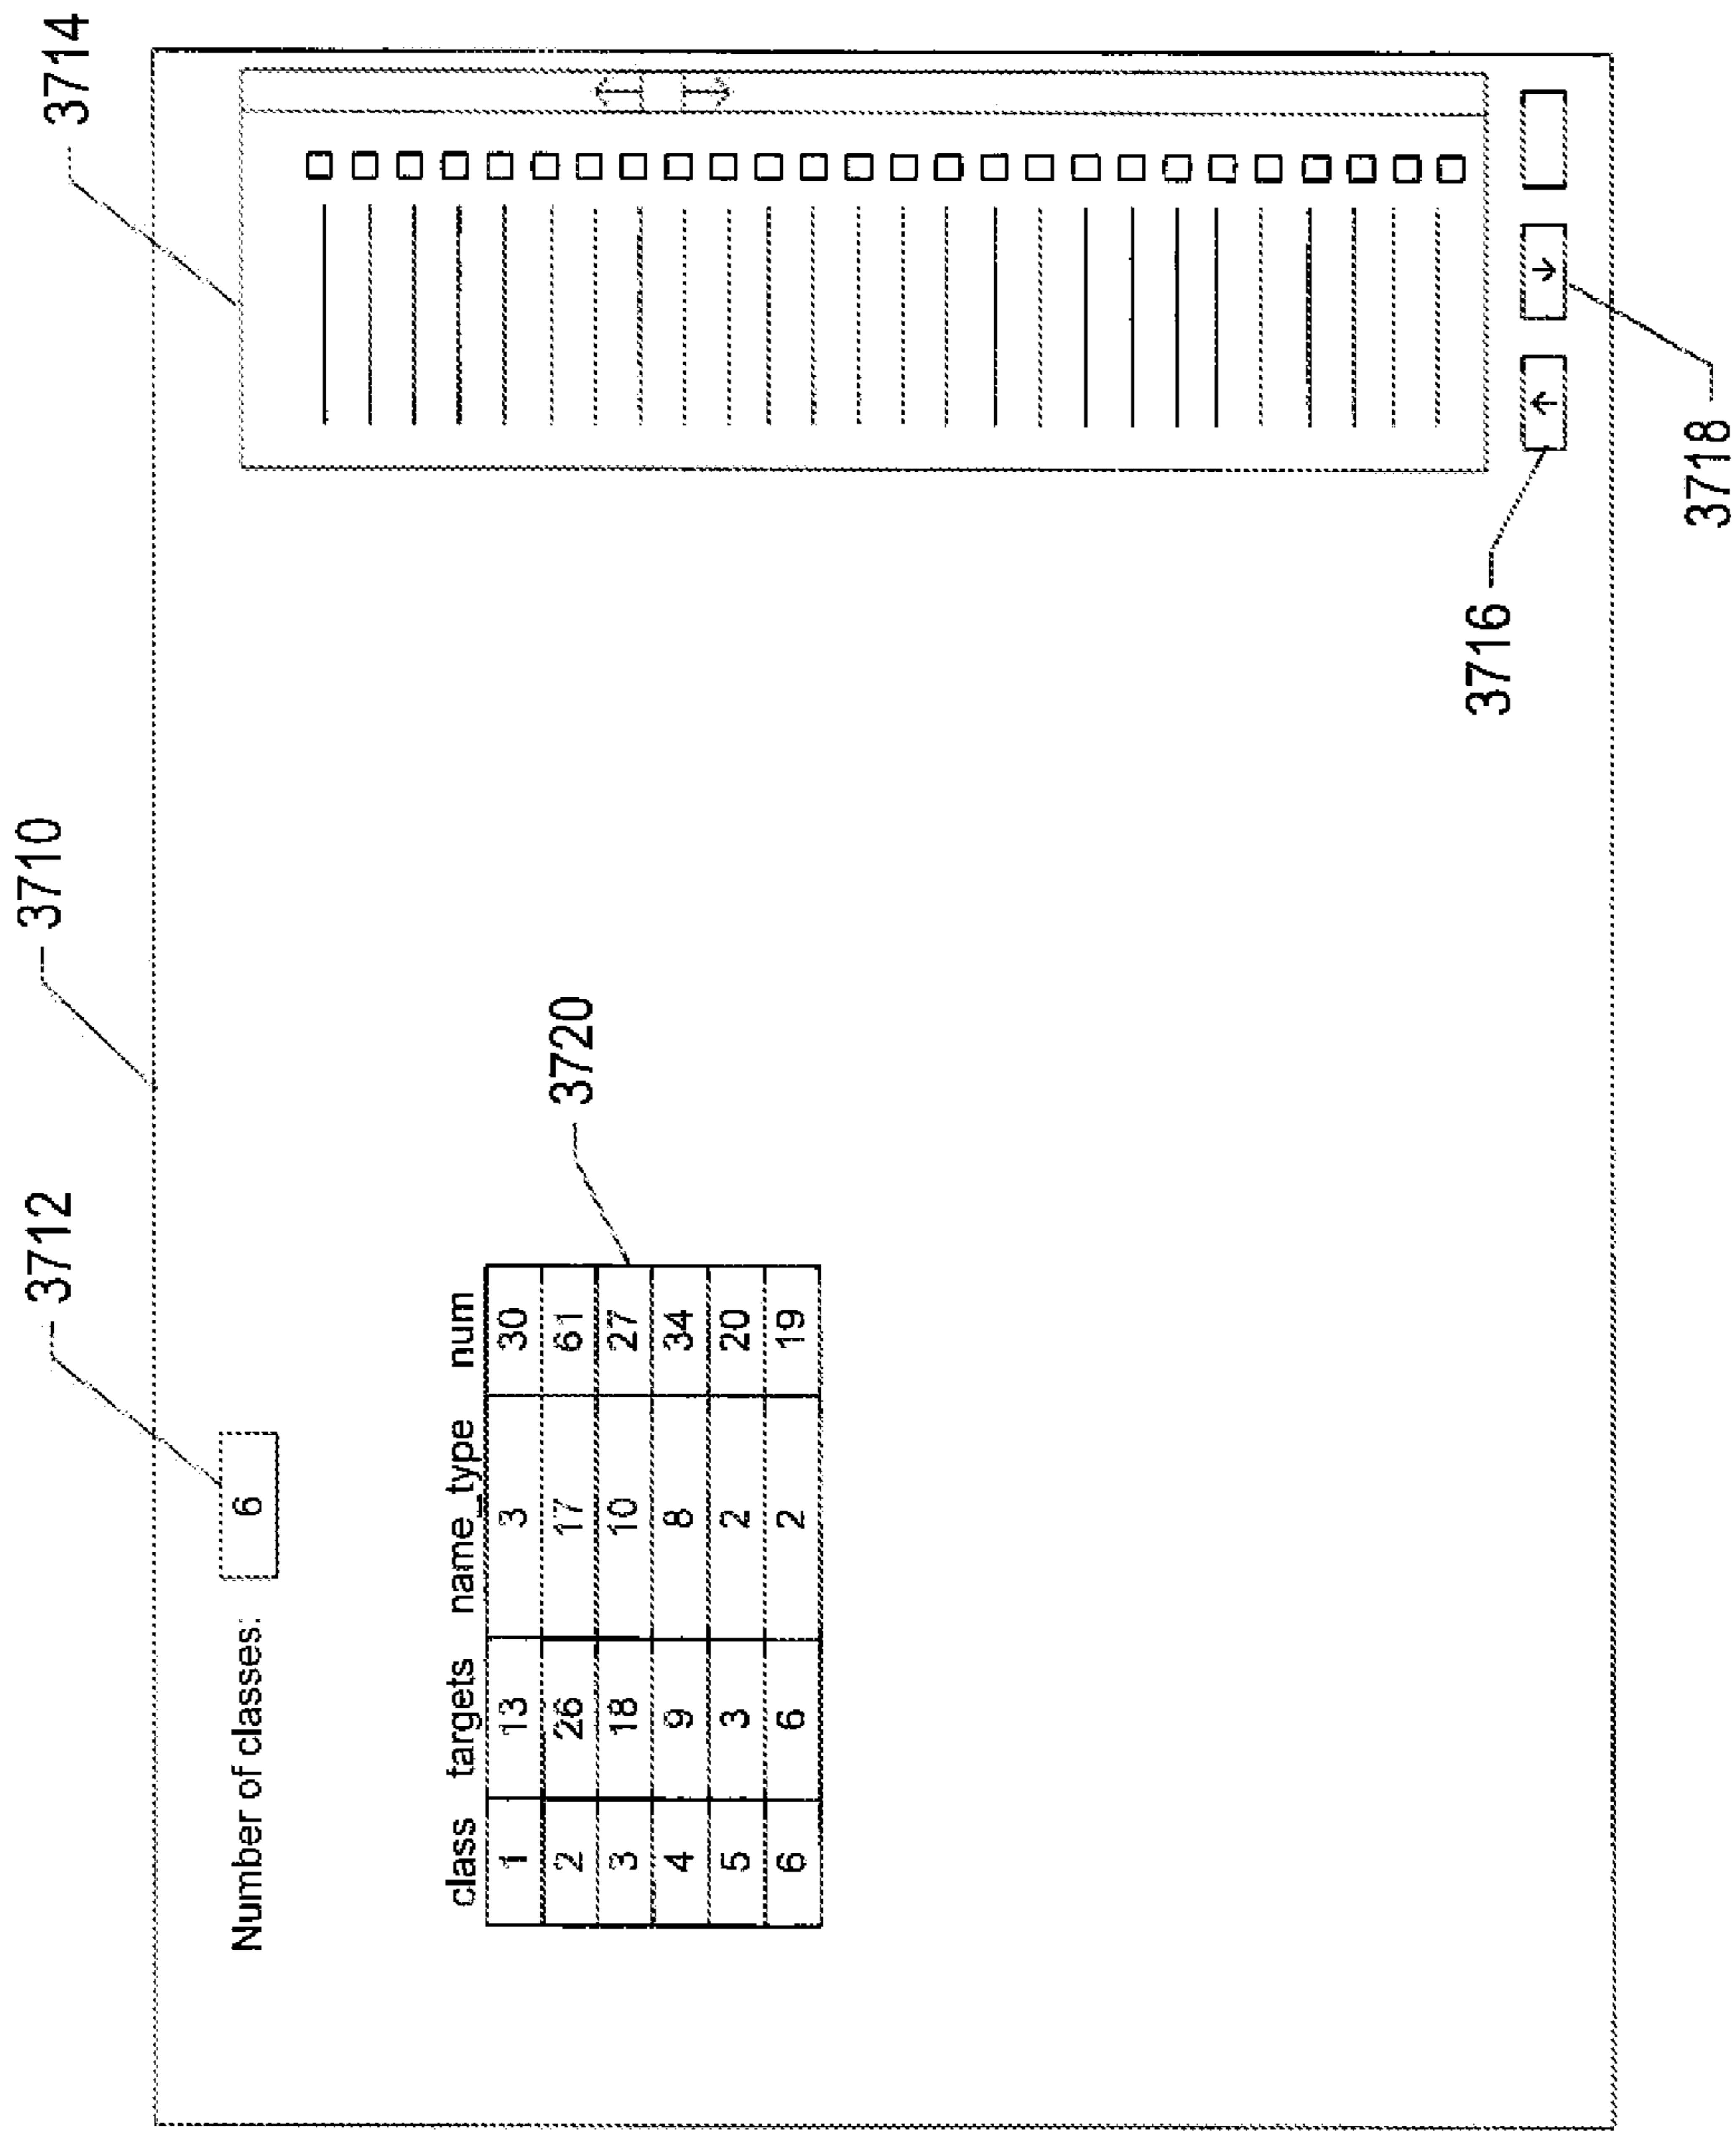 3710
3712
3714
Number of classes: 6
class targets name_type num
1 13 3 30
2 26 17 61
3 18 10 27
4 9 8 34
5 3 2 20
6 6 2 19
3720
3716
3718